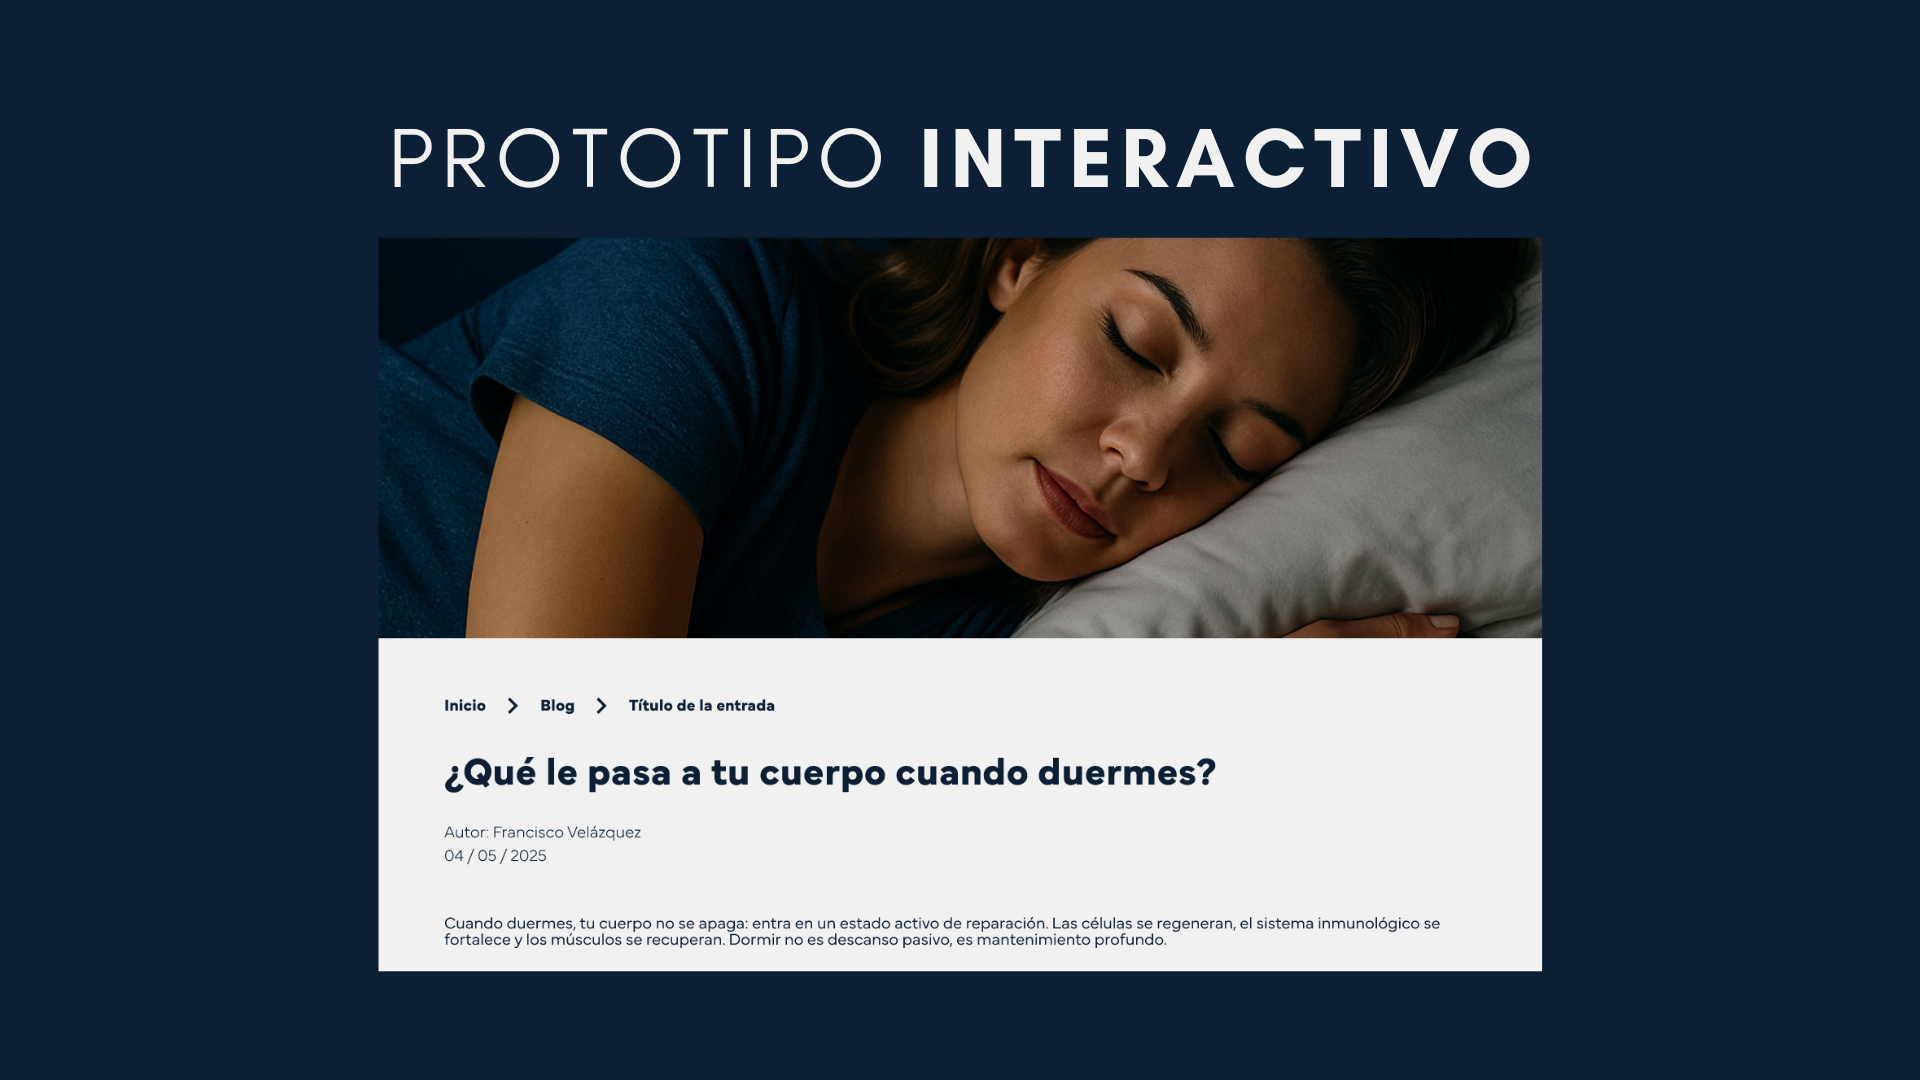 PROTOTIPO INTERACTIVO
Inicio > Blog > Título de la entrada
¿Qué le pasa a tu cuerpo cuando duermes?
Autor: Francisco Velázquez
04 / 05 / 2025
Cuando duermes, tu cuerpo no se apaga: entra en un estado activo de reparación. Las células se regeneran, el sistema inmunológico se
fortalece y los músculos se recuperan. Dormir no es descanso pasivo, es mantenimiento profundo.